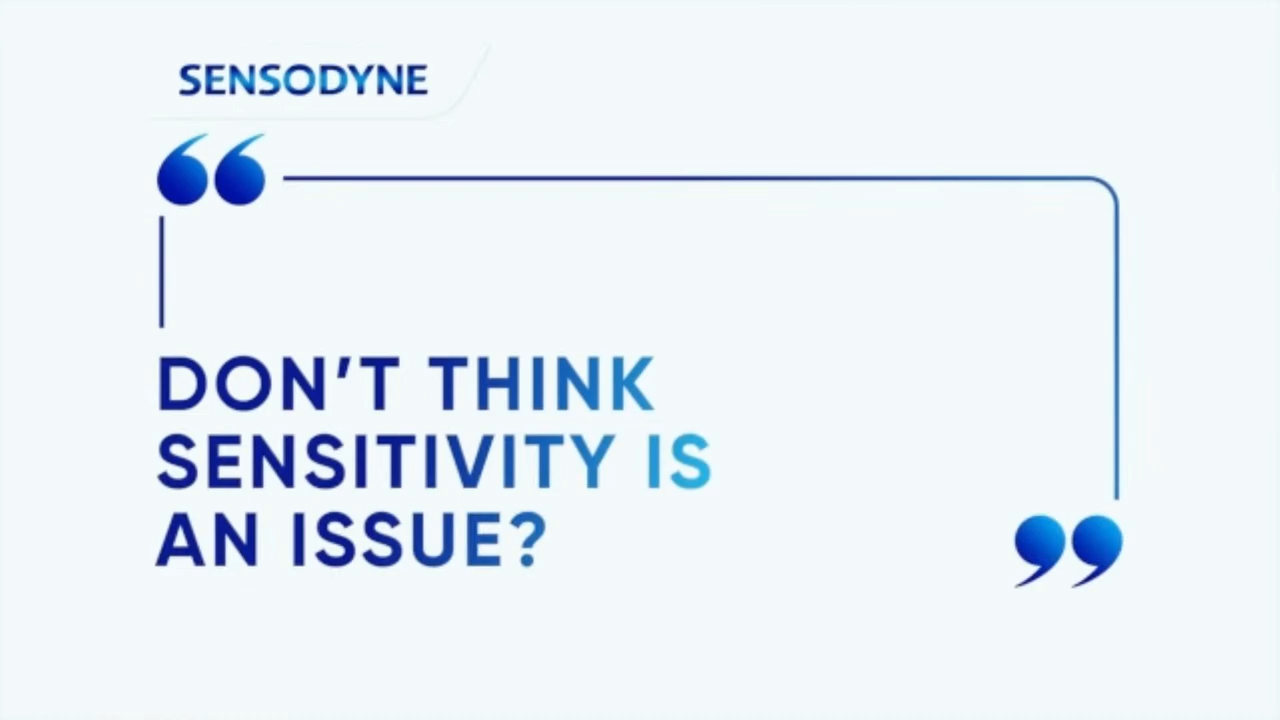 SENSODYNE
“
DON’T THINK
SENSITIVITY IS
AN ISSUE?
”